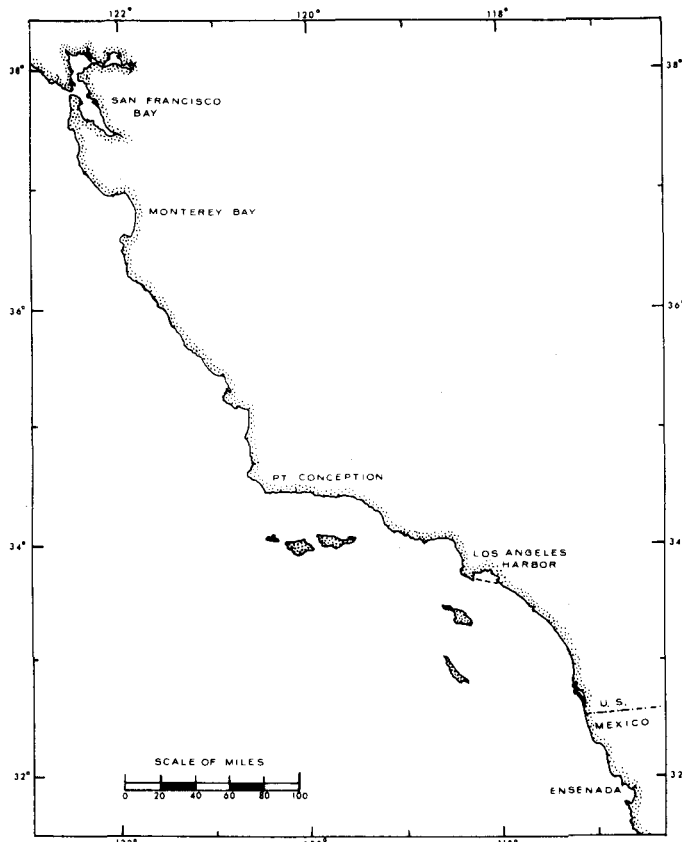 122°
120°
118°
38°
38°
SAN FRANCISCO
BAY
MONTEREY BAY
36°
36°
PT CONCEPTION
34°
34°
LOS ANGELES
HARBOR
U. S.
MEXICO
SCALE OF MILES
0 20 40 60 80 100
32°
32
ENSENADA